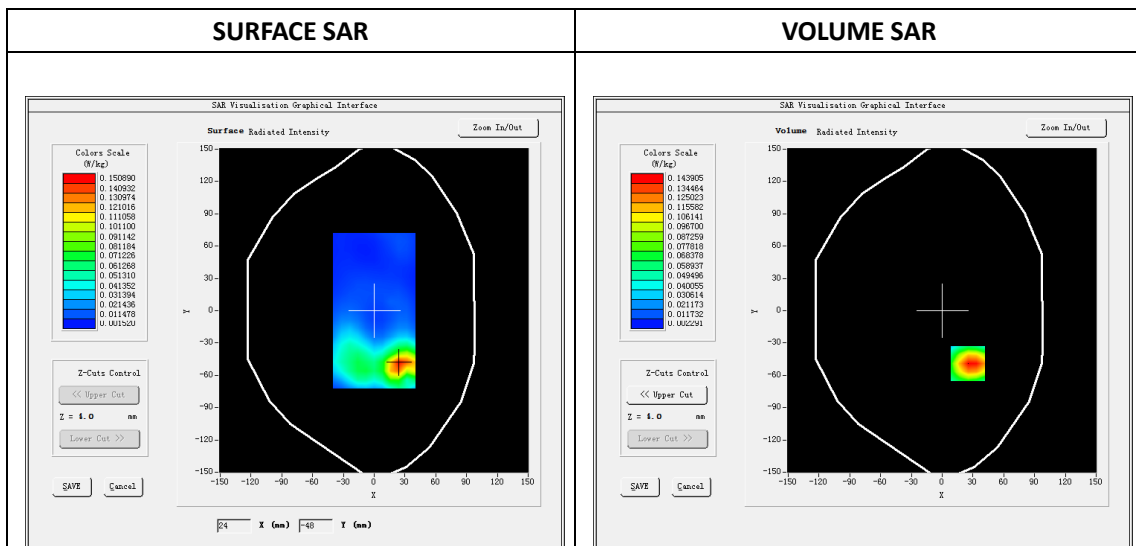 SURFACE SAR
VOLUME SAR
SAR Visualisation Graphical Interface
Surface Radiated Intensity
Zoom In/Out
Colors Scale
(W/kg)
0.150890
0.140932
0.130974
0.121016
0.111058
0.101100
0.091142
0.081184
0.071226
0.061268
0.051310
0.041352
0.031394
0.021436
0.011478
0.001520
150
120
90
60
30
0
-30
-60
-90
-120
-150
Y
-150 -120 -90 -60 -30 0 30 60 90 120 150
X
Z-Cuts Control
<< Upper Cut
Z = 4.0 mm
Lower Cut >>
SAVE
Cancel
24 X (mm) -48 Y (mm)
SAR Visualisation Graphical Interface
Volume Radiated Intensity
Zoom In/Out
Colors Scale
(W/kg)
0.143905
0.134464
0.125023
0.115582
0.106141
0.096700
0.087259
0.077818
0.068378
0.058937
0.049496
0.040055
0.030614
0.021173
0.011732
0.002291
150
120
90
60
30
0
-30
-60
-90
-120
-150
Y
-150 -120 -90 -60 -30 0 30 60 90 120 150
X
Z-Cuts Control
<< Upper Cut
Z = 4.0 mm
Lower Cut >>
SAVE
Cancel